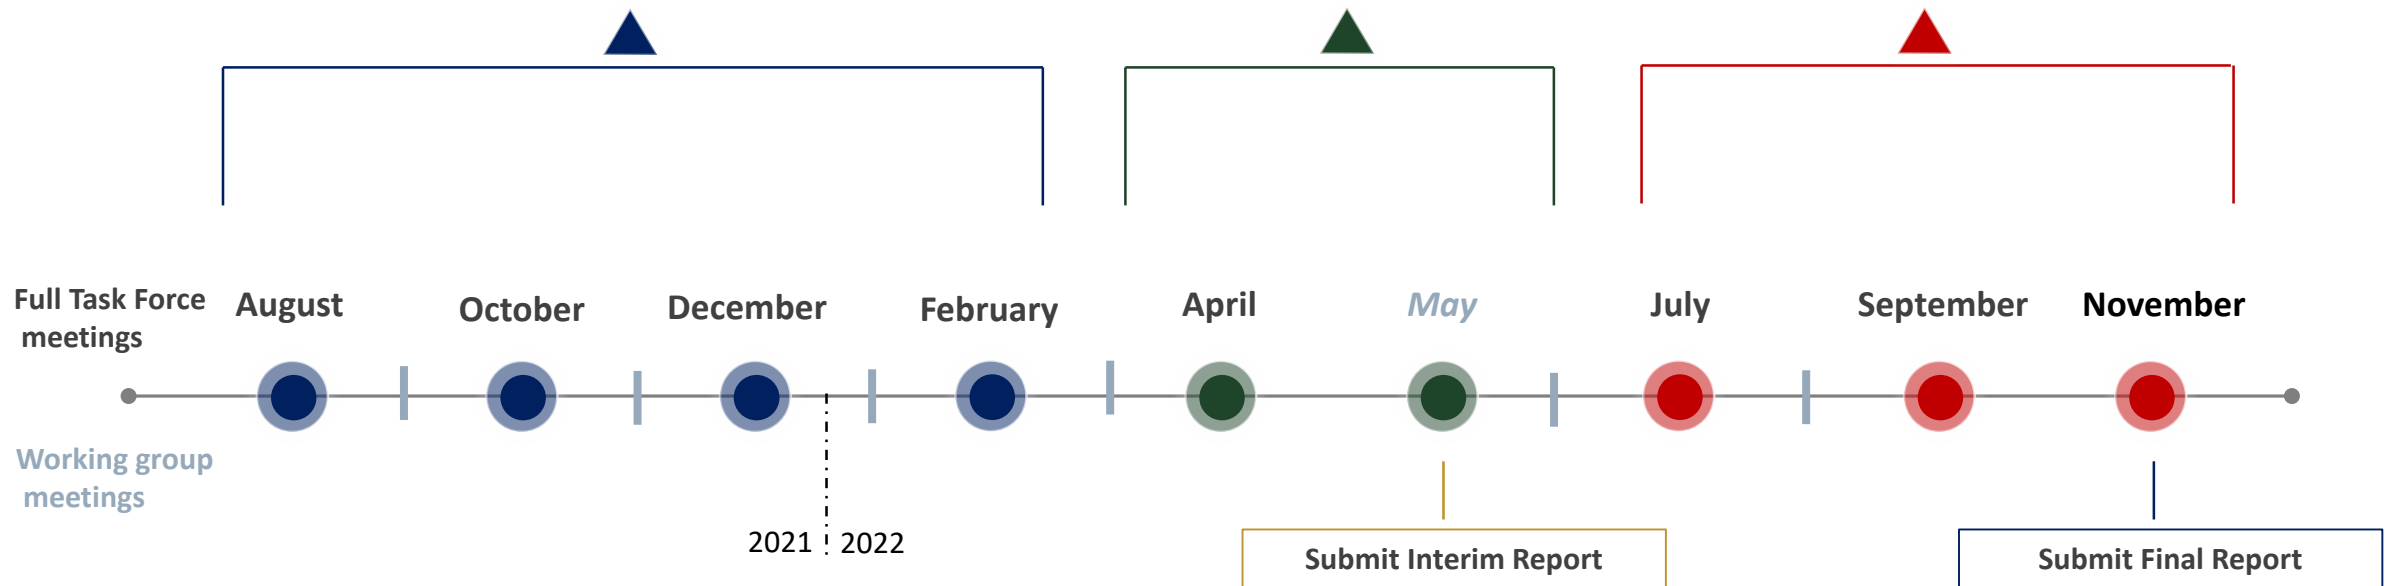 Full Task Force
meetings
August
October
December
February
April
May
July
September
November
Working group
meetings
2021
2022
Submit Interim Report
Submit Final Report